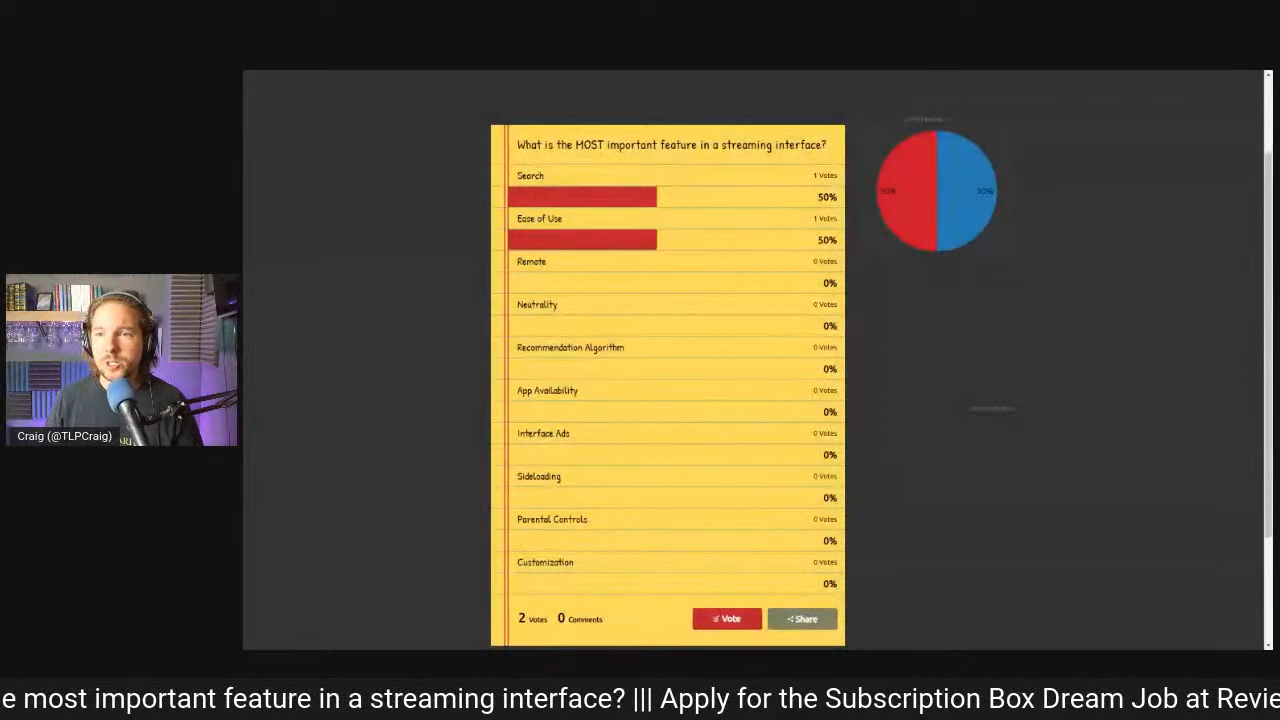 What is the MOST important feature in a streaming interface?
Search 1 Votes
50%
Ease of Use 1 Votes
50%
Remote 0 Votes
0%
Neutrality 0 Votes
0%
Recommendation Algorithm 0 Votes
0%
App Availability 0 Votes
0%
Interface Ads 0 Votes
0%
Sideloading 0 Votes
0%
Parental Controls 0 Votes
0%
Customization 0 Votes
0%
2 Votes 0 Comments Vote Share
50% 50%
Craig (@TLPCraig)
e most important feature in a streaming interface? ||| Apply for the Subscription Box Dream Job at Revie